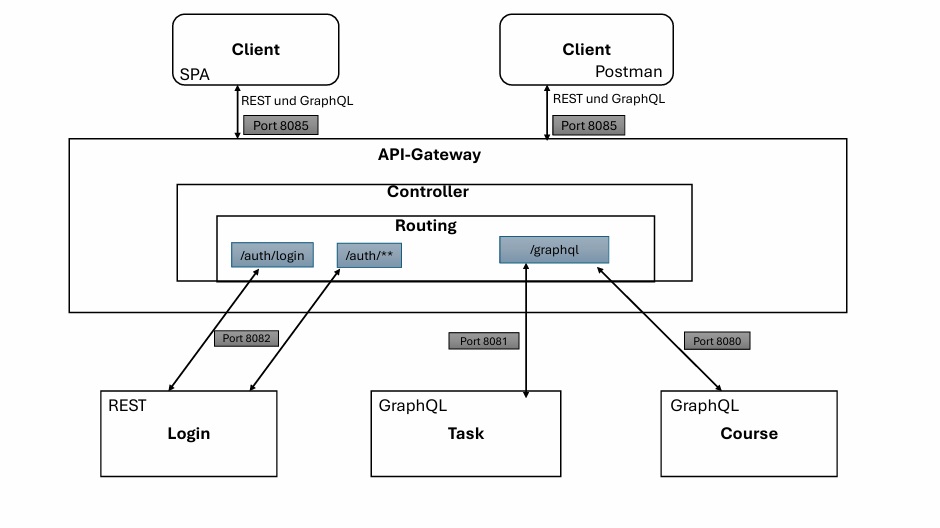 Client
SPA
Client
Postman
REST und GraphQL
Port 8085
REST und GraphQL
Port 8085
API-Gateway
Controller
Routing
/auth/login
/auth/**
/graphql
Port 8082
Port 8081
Port 8080
REST
Login
GraphQL
Task
GraphQL
Course